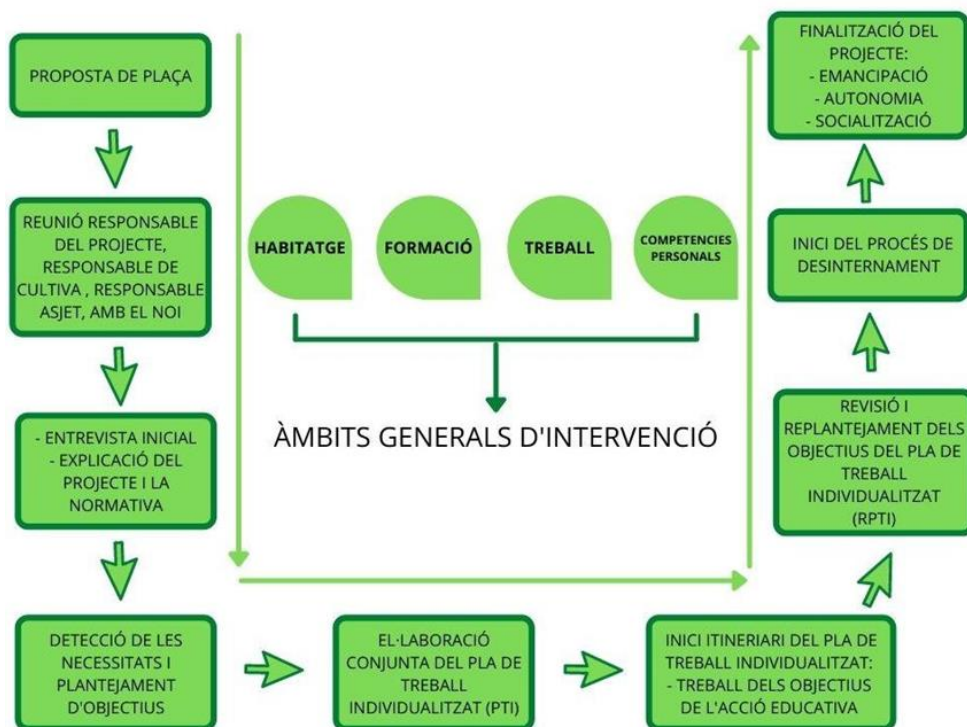 PROPOSTA DE PLAÇA
REUNIÓ RESPONSABLE
DEL PROJECTE,
RESPONSABLE DE
CULTIVA , RESPONSABLE
ASJET, AMB EL NOI
- ENTREVISTA INICIAL
- EXPLICACIÓ DEL
PROJECTE I LA
NORMATIVA
DETECCIÓ DE LES
NECESSITATS I
PLANTEJAMENT
D'OBJECTIUS
EL·LABORACIÓ
CONJUNTA DEL PLA DE
TREBALL
INDIVIDUALITZAT (PTI)
INICI ITINERIARI DEL PLA DE
TREBALL INDIVIDUALITZAT:
- TREBALL DELS OBJECTIUS
DE L'ACCIÓ EDUCATIVA
REVISIÓ I
REPLANTEJAMENT DELS
OBJECTIUS DEL PLA DE
TREBALL
INDIVIDUALITZAT
(RPTI)
INICI DEL PROCÉS DE
DESINTERNAMENT
FINALITZACIÓ DEL
PROJECTE:
- EMANCIPACIÓ
- AUTONOMIA
- SOCIALITZACIÓ
HABITATGE
FORMACIÓ
TREBALL
COMPETENCIES
PERSONALS
ÀMBITS GENERALS D'INTERVENCIÓ